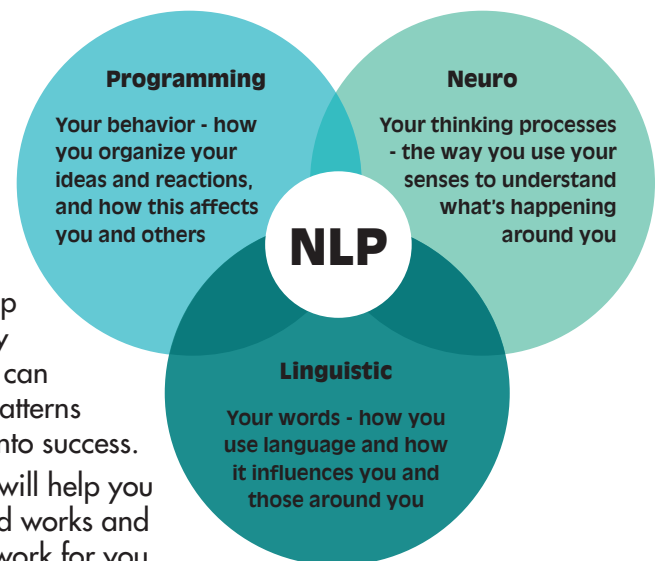 Programming
Your behavior - how
you organize your
ideas and reactions,
and how this affects
you and others
Neuro
Your thinking processes
- the way you use your
senses to understand
what's happening
around you
NLP
Linguistic
Your words - how you
use language and how
it influences you and
those around you
can
nto success.
will help you
works and
work for you